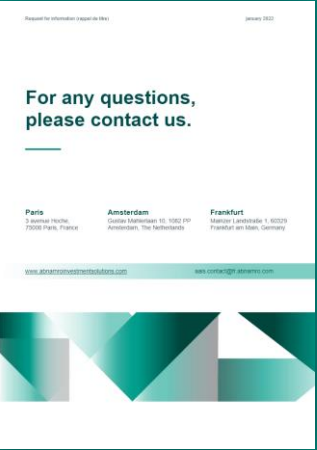 Request for information (rappel du titre)
january 2022
For any questions,
please contact us.
Paris
3 avenue Hoche,
75008 Paris, France
Amsterdam
Gustav Mahlerlaan 10, 1082 PP
Amsterdam, The Netherlands
Frankfurt
Mainzer Landstraße 1, 60329
Frankfurt am Main, Germany
www.abnamroinvestmentsolutions.com
aais.contact@fr.abnamro.com